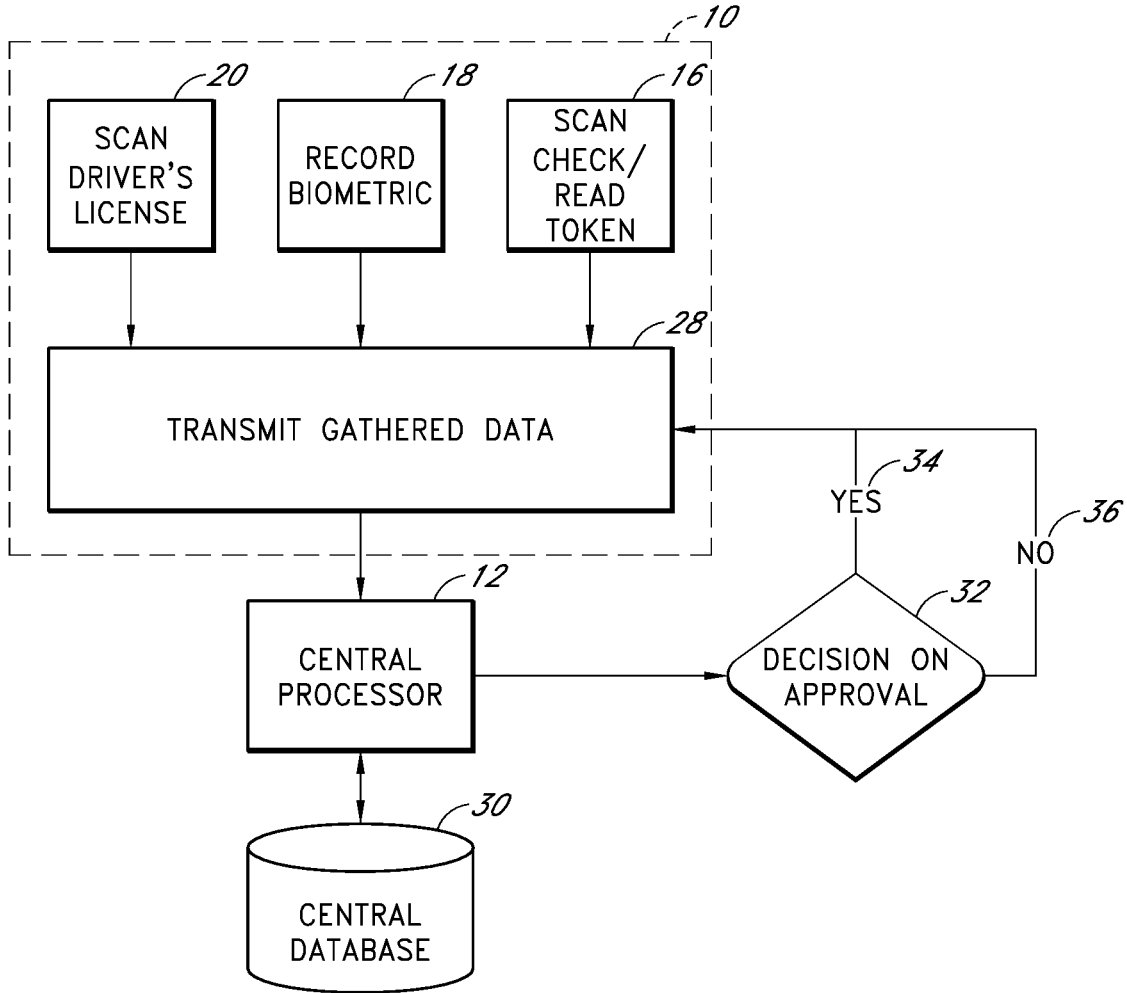 10
20
18
16
SCAN
DRIVER'S
LICENSE
RECORD
BIOMETRIC
SCAN
CHECK/
READ
TOKEN
28
TRANSMIT GATHERED DATA
34
YES
36
NO
12
CENTRAL
PROCESSOR
32
DECISION ON
APPROVAL
30
CENTRAL
DATABASE